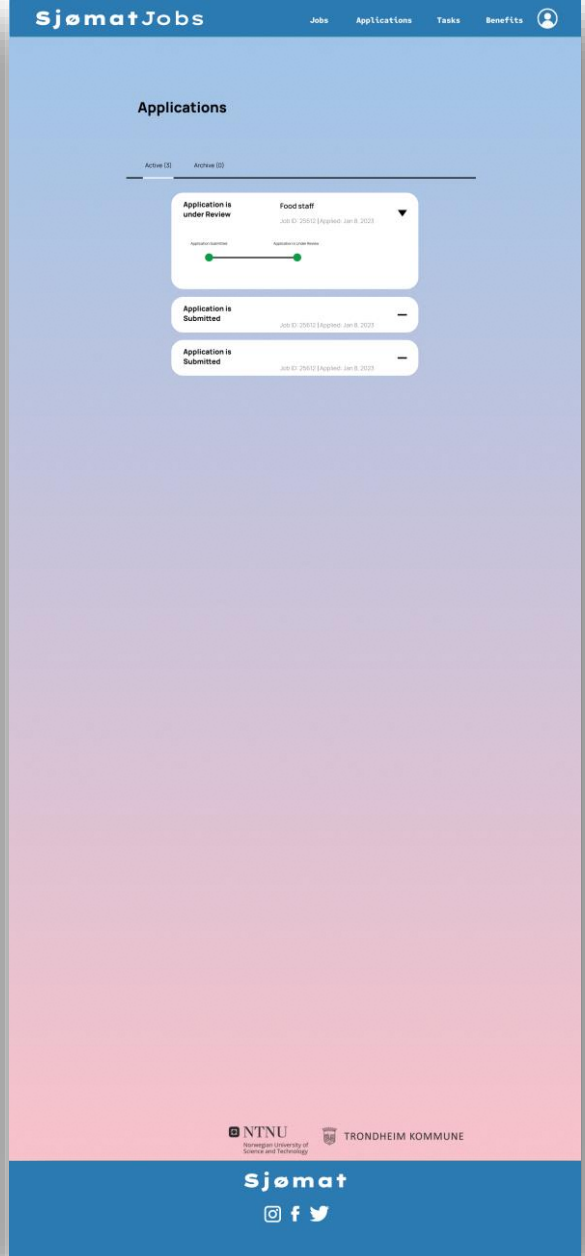 SjømatJobs
Jobs Applications Tasks Benefits
Applications
Active (3) Archive (0)
Application is
under Review
Food staff
Job ID: 25612 | Applied: Jan 8, 2023
Application Submitted Application is Under Review
Application is
Submitted
Job ID: 25612 | Applied: Jan 8, 2023
Application is
Submitted
Job ID: 25612 | Applied: Jan 8, 2023
NTNU
Norwegian University of
Science and Technology
TRONDHEIM KOMMUNE
Sjømat